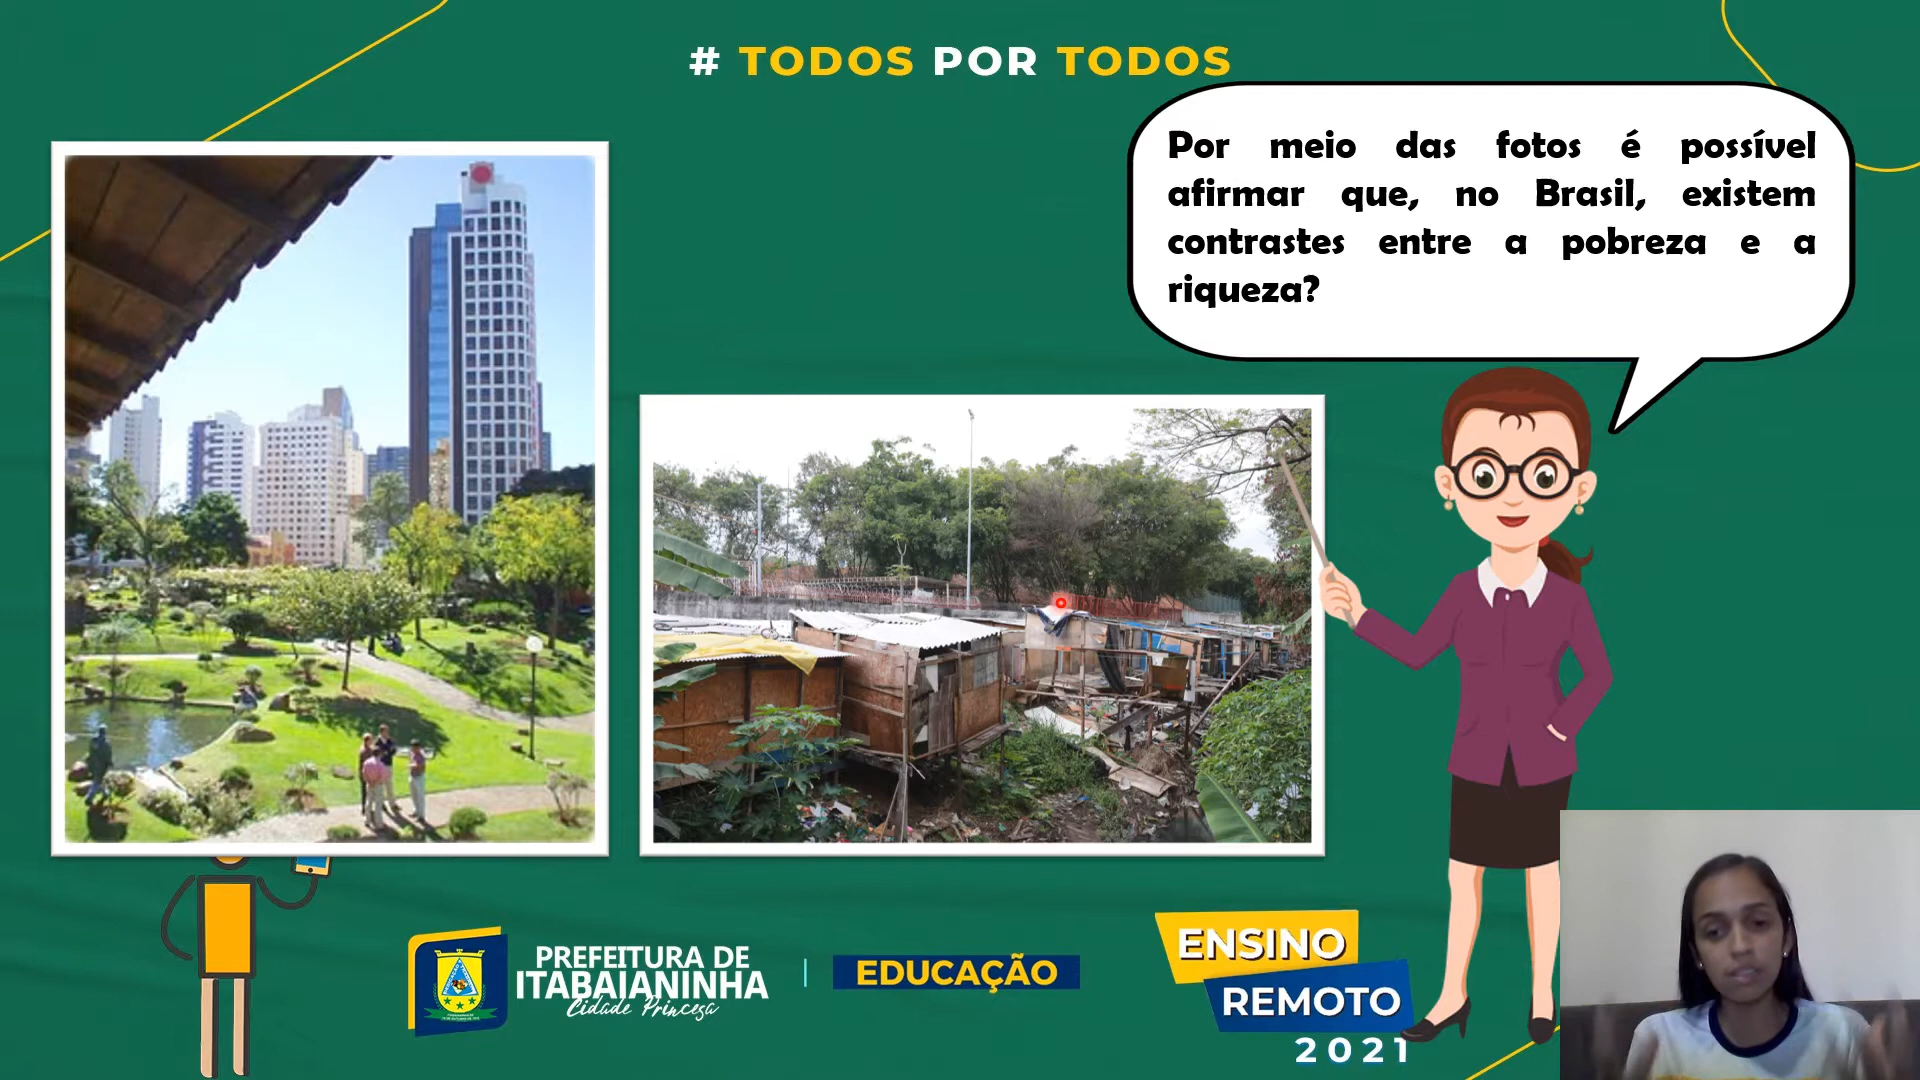 # TODOS POR TODOS
Por meio das fotos é possível
afirmar que, no Brasil, existem
contrastes entre a pobreza e a
riqueza?
PREFEITURA DE
ITABAIANINHA
Cidade Princesa
EDUCAÇÃO
ENSINO
REMOTO
2021